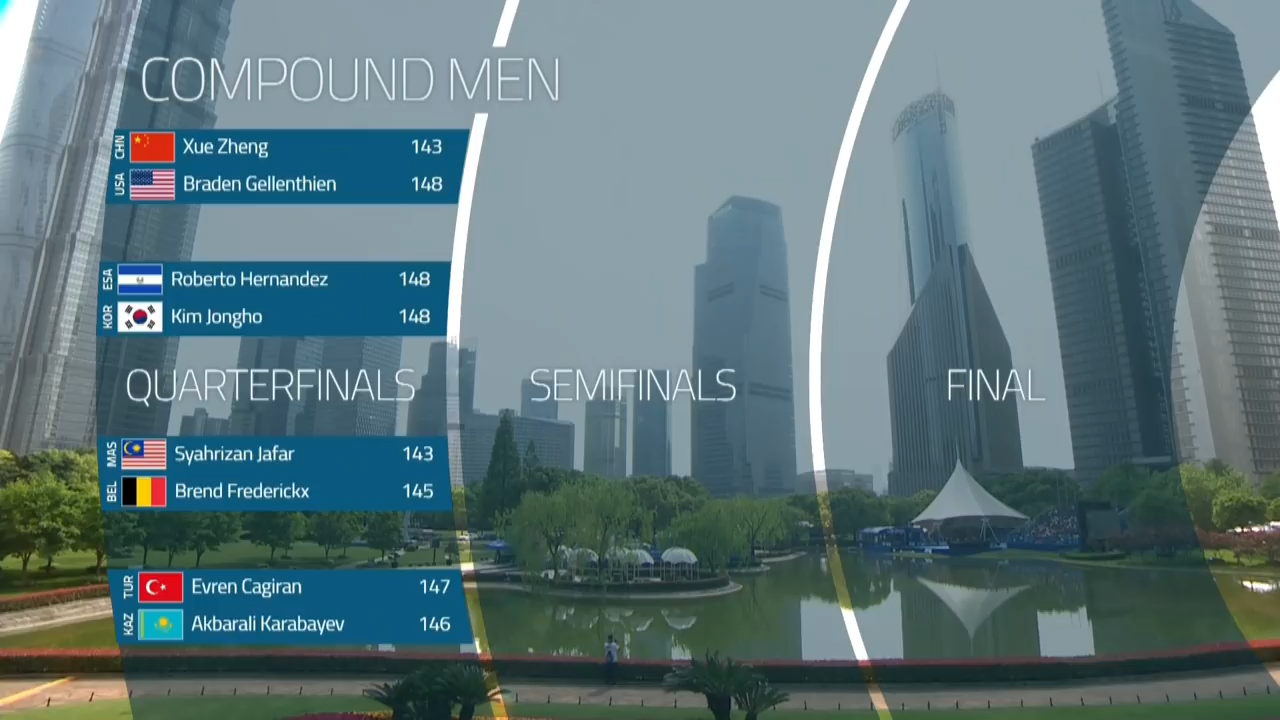 COMPOUND MEN
CHN Xue Zheng 143
USA Braden Gellenthien 148
ESA Roberto Hernandez 148
KOR Kim Jongho 148
QUARTERFINALS SEMIFINALS FINAL
MAS Syahrizan Jafar 143
BEL Brend Frederickx 145
TUR Evren Cagiran 147
KAZ Akbarali Karabayev 146